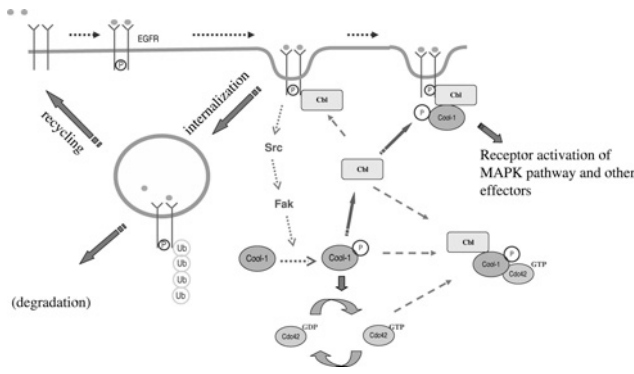 EGFR
P
P
Cbl
P
Cbl
P
Cool-1
recycling
internalization
Src
Cbl
Receptor activation of
MAPK pathway and other
effectors
Fak
P
Ub
Ub
Ub
Ub
Cool-1
Cool-1
P
Cbl
P
Cool-1
Cdc42
GTP
(degradation)
Cdc42
GDP
Cdc42
GTP